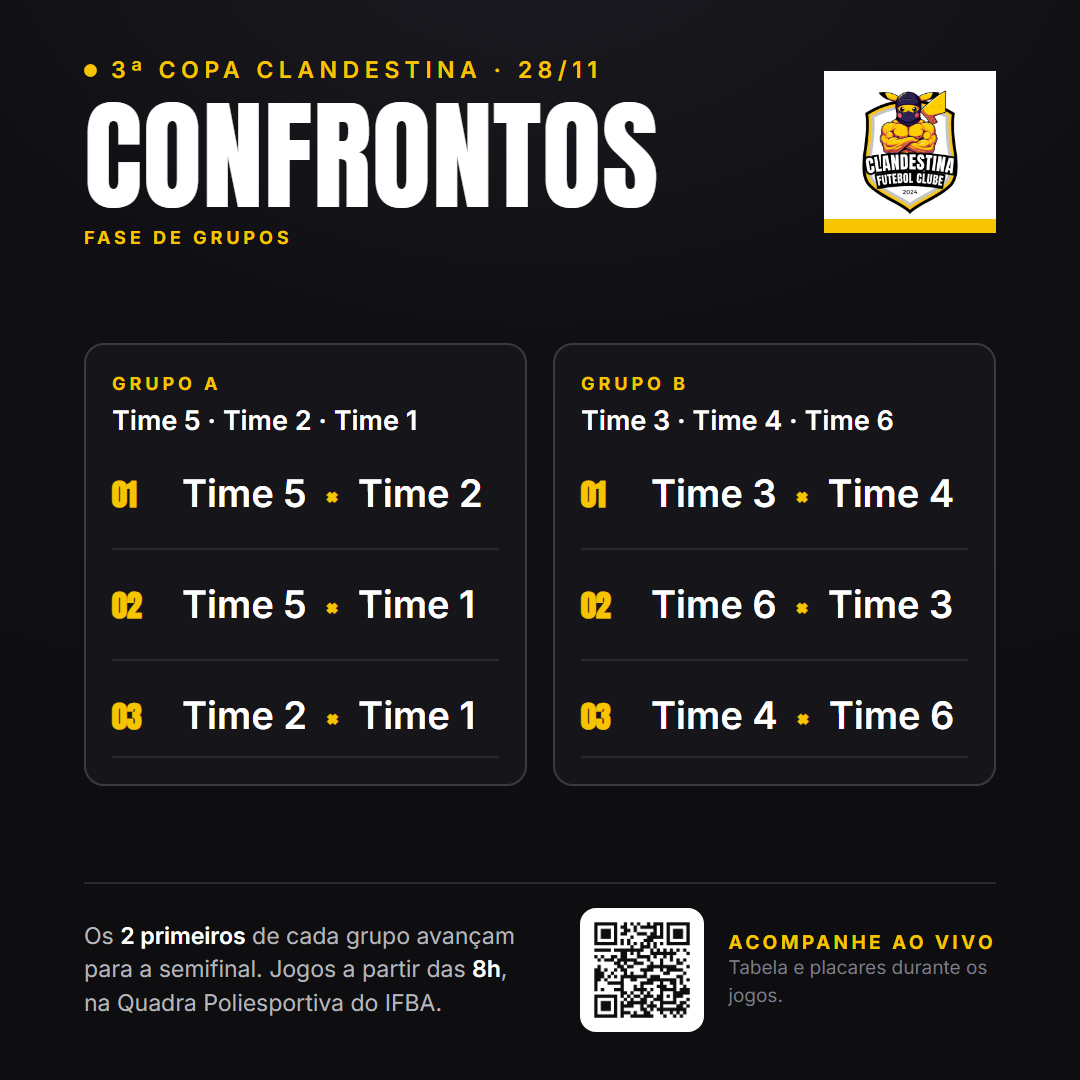 3ª COPA CLANDESTINA · 28/11
CONFRONTOS
FASE DE GRUPOS
CLANDESTINA
FUTEBOL CLUBE
2024
GRUPO A
Time 5 · Time 2 · Time 1
01 Time 5 × Time 2
02 Time 5 × Time 1
03 Time 2 × Time 1
GRUPO B
Time 3 · Time 4 · Time 6
01 Time 3 × Time 4
02 Time 6 × Time 3
03 Time 4 × Time 6
Os 2 primeiros de cada grupo avançam
para a semifinal. Jogos a partir das 8h,
na Quadra Poliesportiva do IFBA.
ACOMPANHE AO VIVO
Tabela e placares durante os
jogos.